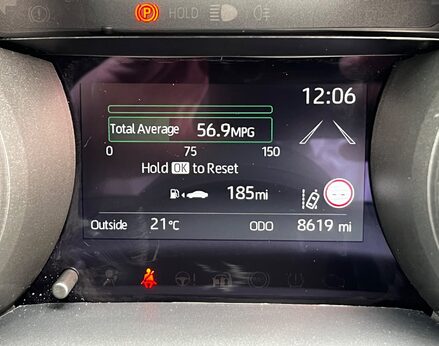 P HOLD
12:06
Total Average 56.9MPG
0 75 150
Hold OK to Reset
185mi
Outside 21°C ODO 8619 mi